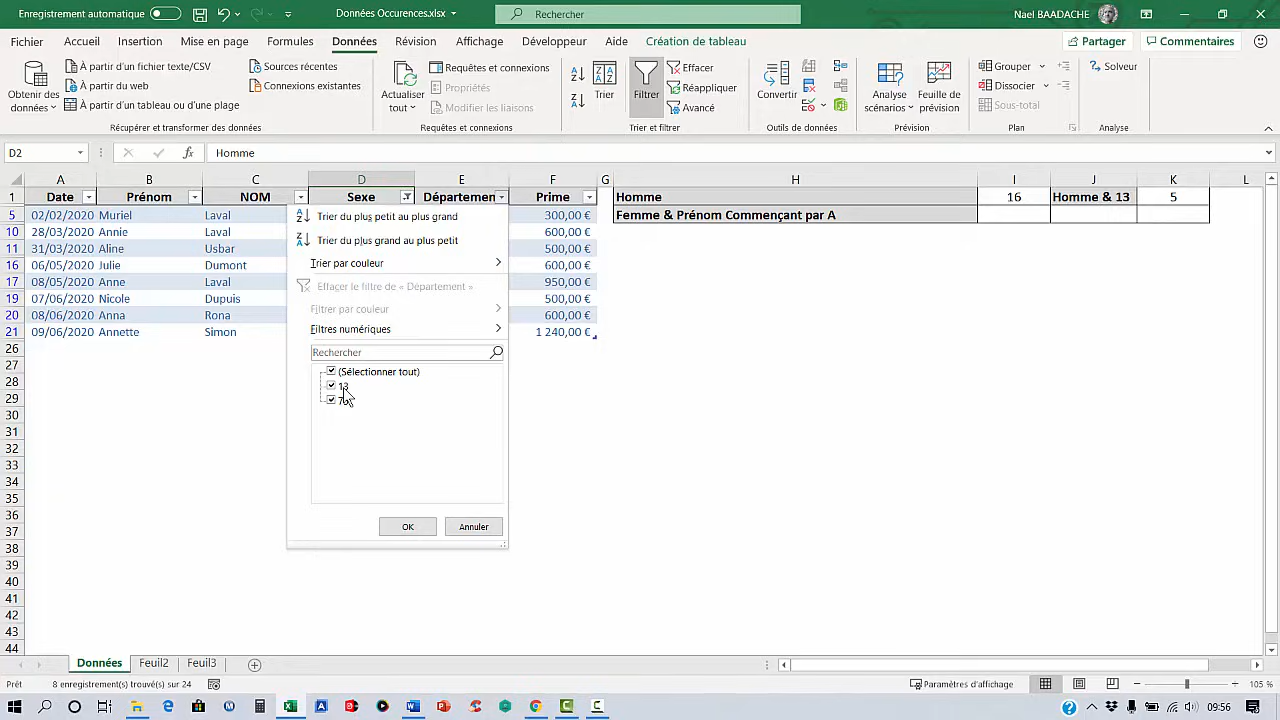 Enregistrement automatique Données Occurences.xlsx Rechercher Nael BAADACHE
Fichier Accueil Insertion Mise en page Formules Données Révision Affichage Développeur Aide Création de tableau Partager Commentaires
Obtenir des données
À partir d'un fichier texte/CSV
À partir du web
À partir d'un tableau ou d'une plage
Sources récentes
Connexions existantes
Récupérer et transformer des données
Actualiser tout
Requêtes et connexions
Propriétés
Modifier les liaisons
Requêtes et connexions
Trier
Filtrer
Effacer
Réappliquer
Avancé
Trier et filtrer
Convertir
Outils de données
Analyse scénarios
Feuille de prévision
Prévision
Grouper
Dissocier
Sous-total
Plan
Solveur
Analyse
D2 fx Homme
A B C D E F G H I J K L
1 Date Prénom NOM Sexe Départemen Prime Homme 16 Homme & 13 5
5 02/02/2020 Muriel Laval 300,00 € Femme & Prénom Commençant par A
10 28/03/2020 Annie Laval 600,00 €
11 31/03/2020 Aline Usbar 500,00 €
16 06/05/2020 Julie Dumont 600,00 €
17 08/05/2020 Anne Laval 950,00 €
19 07/06/2020 Nicole Dupuis 500,00 €
20 08/06/2020 Anna Rona 600,00 €
21 09/06/2020 Annette Simon 1 240,00 €
26
27
28
29
30
31
32
33
34
35
36
37
38
39
40
41
42
43
44
Trier du plus petit au plus grand
Trier du plus grand au plus petit
Trier par couleur
Effacer le filtre de « Département »
Filtrer par couleur
Filtres numériques
Rechercher
(Sélectionner tout)
13
OK Annuler
Données Feuil2 Feuil3
Prêt 8 enregistrement(s) trouvé(s) sur 24 Paramètres d'affichage 105 %
09:56